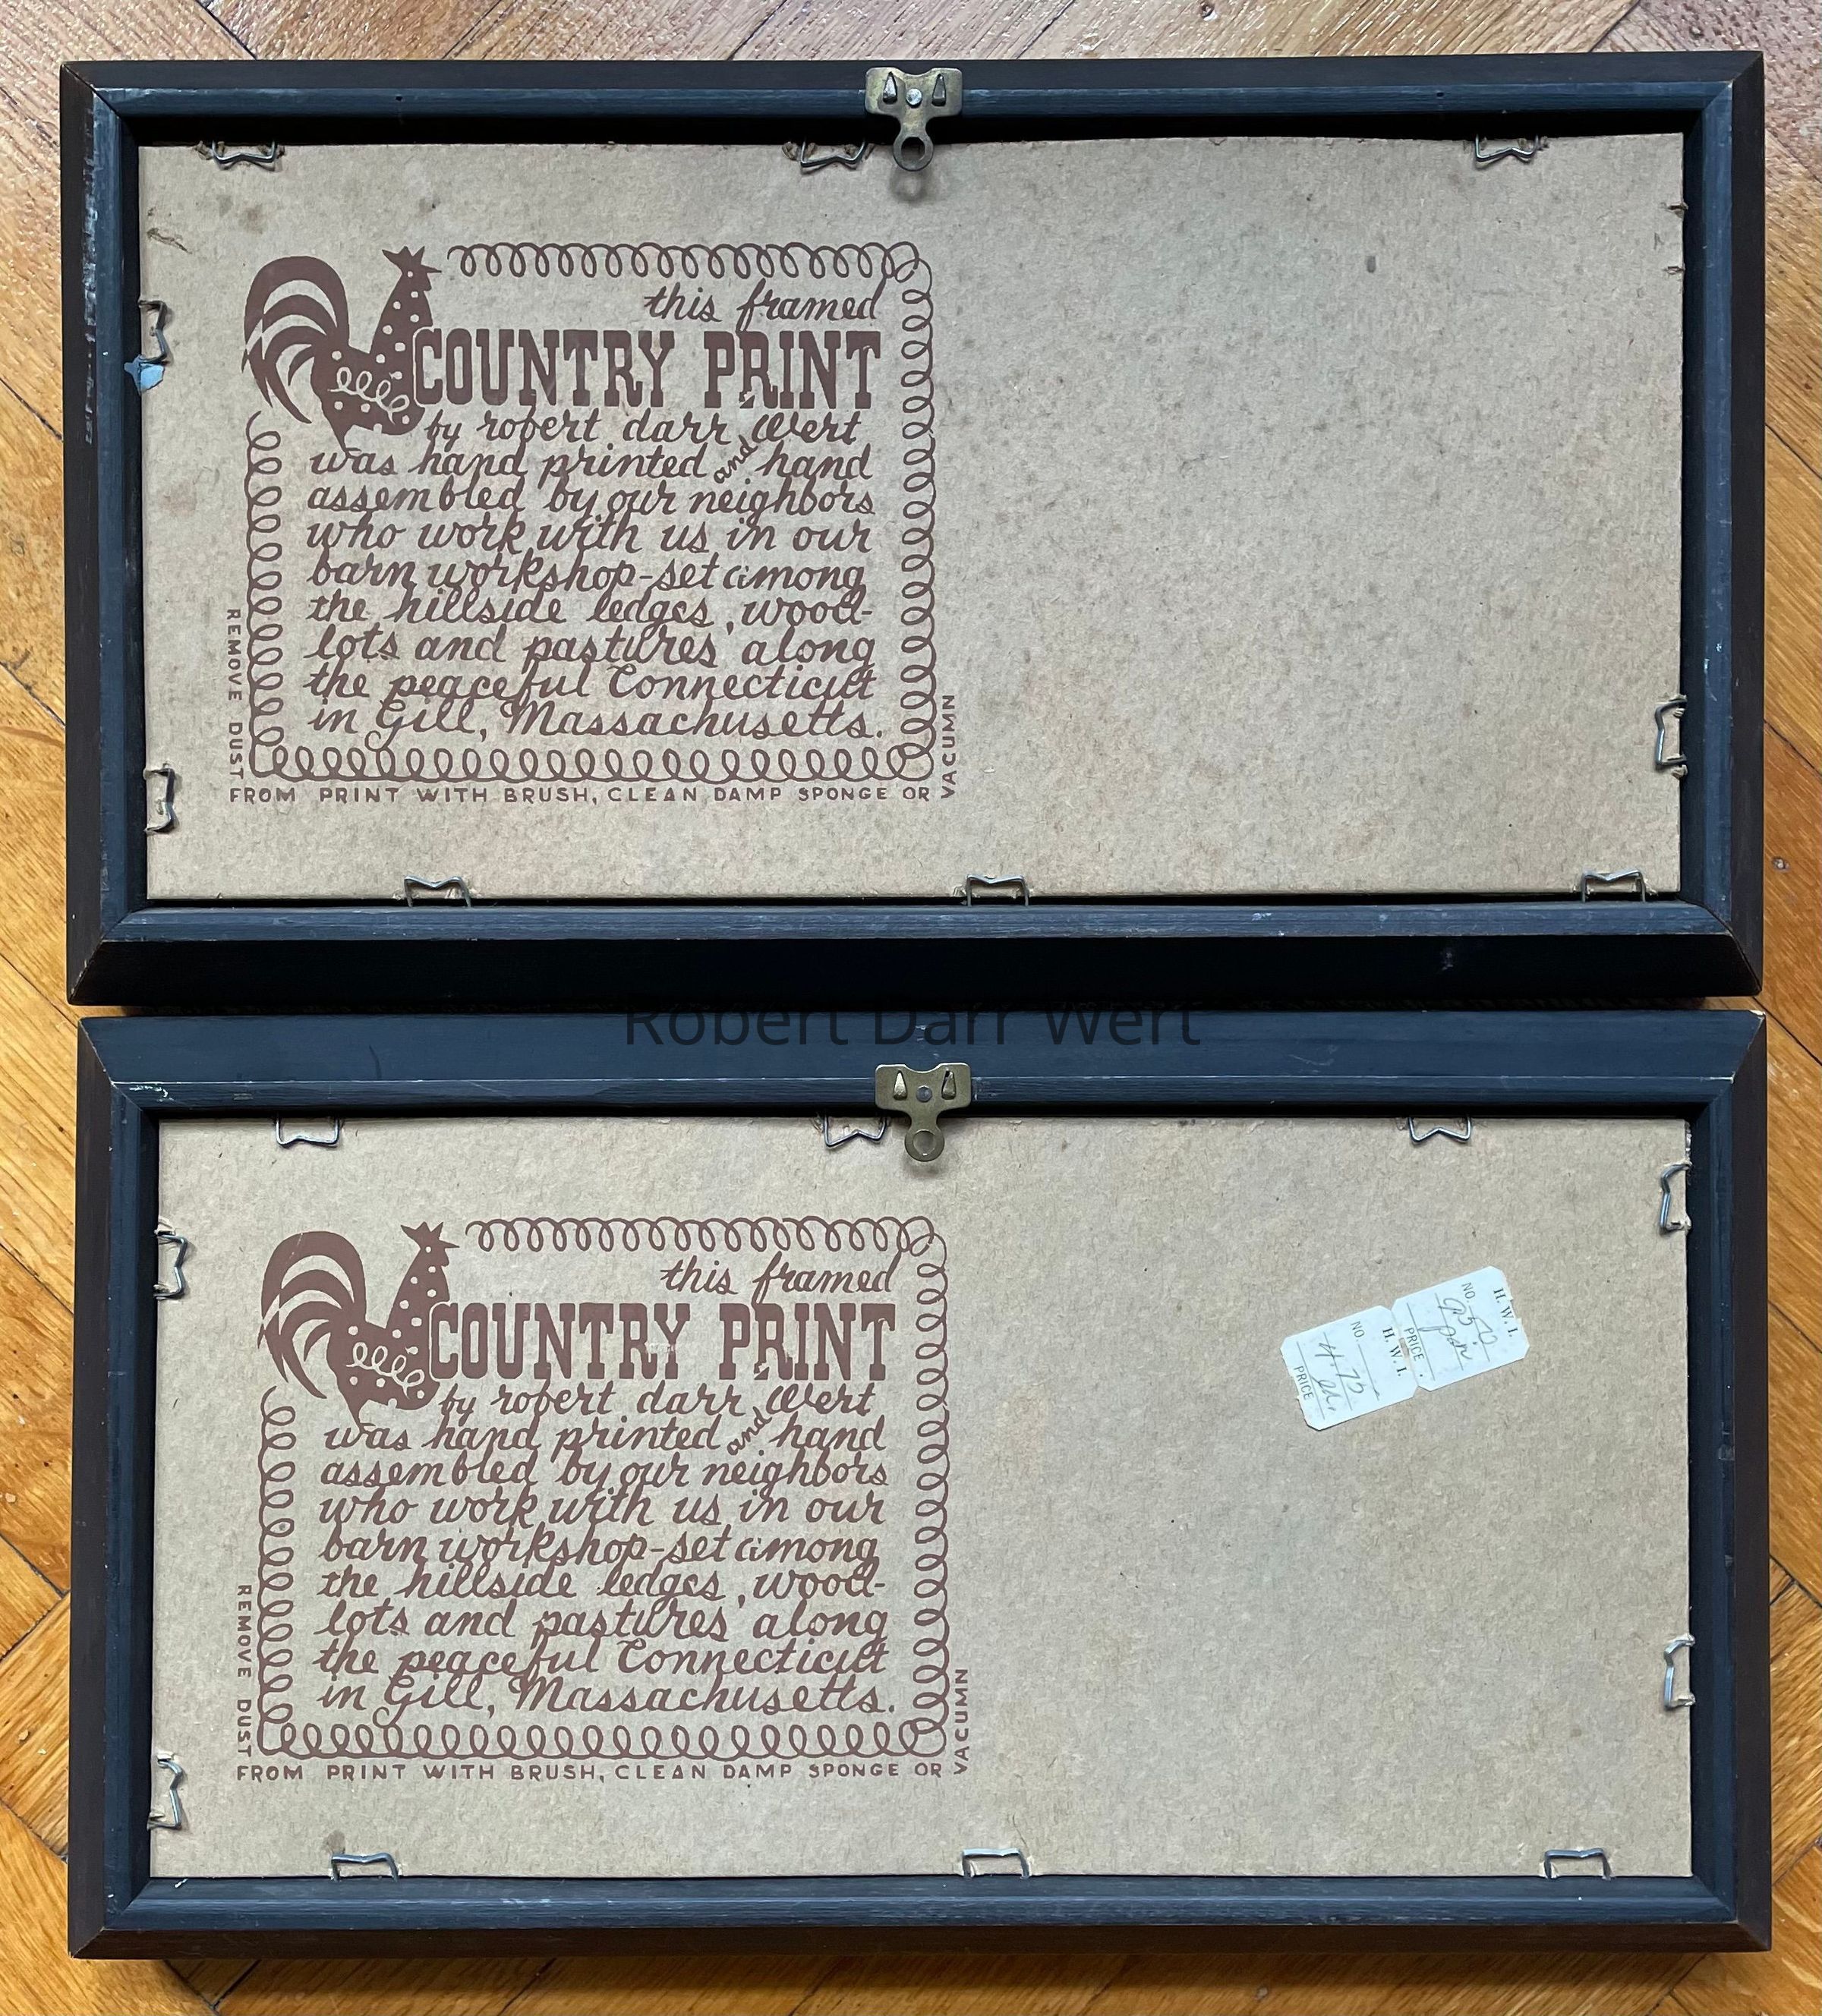 this framed
COUNTRY PRINT
by robert darr Wert
was hand printed and hand
assembled by our neighbors
who work with us in our
barn workshop-set among
the hillside ledges, wood-
lots and pastures along
the peaceful Connecticut
in Gill, Massachusetts.
REMOVE DUST
FROM PRINT WITH BRUSH, CLEAN DAMP SPONGE OR
VACUMN
Robert Darr Wert
this framed
COUNTRY PRINT
by robert darr Wert
was hand printed and hand
assembled by our neighbors
who work with us in our
barn workshop-set among
the hillside ledges, wood-
lots and pastures along
the peaceful Connecticut
in Gill, Massachusetts.
REMOVE DUST
FROM PRINT WITH BRUSH, CLEAN DAMP SPONGE OR
VACUMN
H. W. I.
NO. 950
PRICE
H. W. I.
NO. 475
PRICE